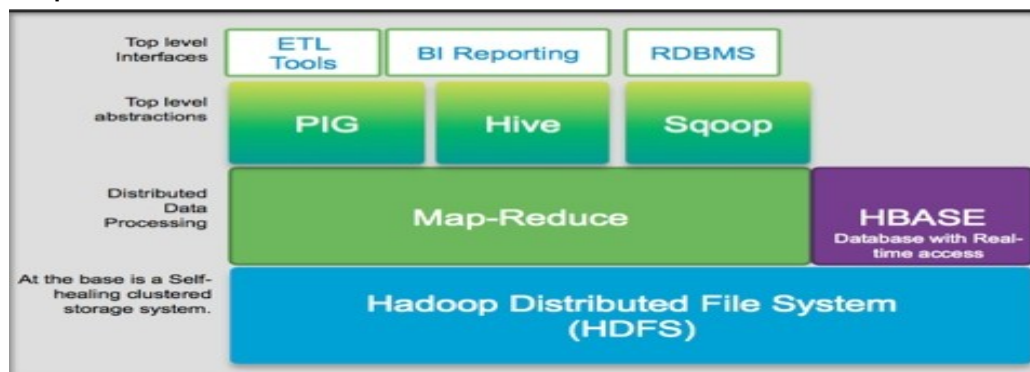 Top level
Interfaces
ETL
Tools
BI Reporting
RDBMS
Top level
abstractions
PIG
Hive
Sqoop
Distributed
Data
Processing
Map-Reduce
HBASE
Database with Real-
time access
At the base is a Self-
healing clustered
storage system.
Hadoop Distributed File System
(HDFS)